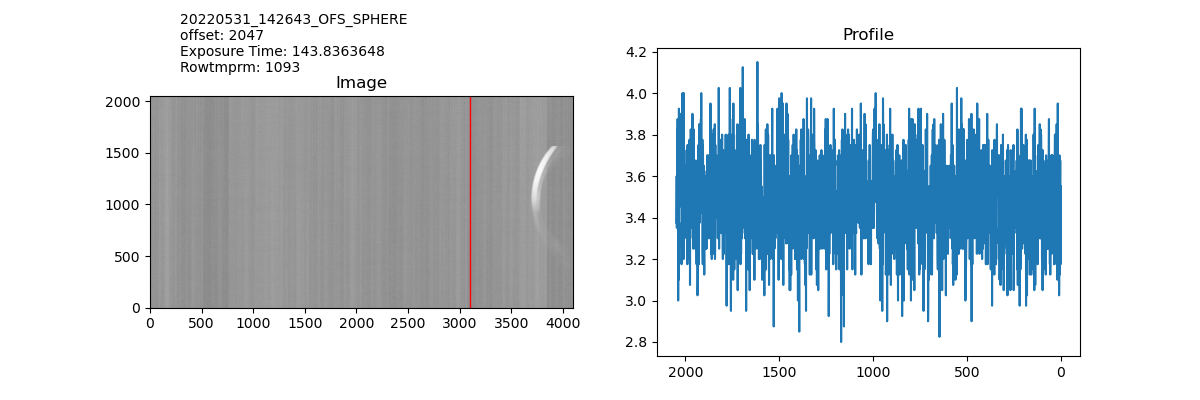 20220531_142643_OFS_SPHERE
offset: 2047
Exposure Time: 143.8363648
Rowtmprm: 1093
Image
2000
1500
1000
500
0
0 500 1000 1500 2000 2500 3000 3500 4000
Profile
4.2
4.0
3.8
3.6
3.4
3.2
3.0
2.8
2000 1500 1000 500 0